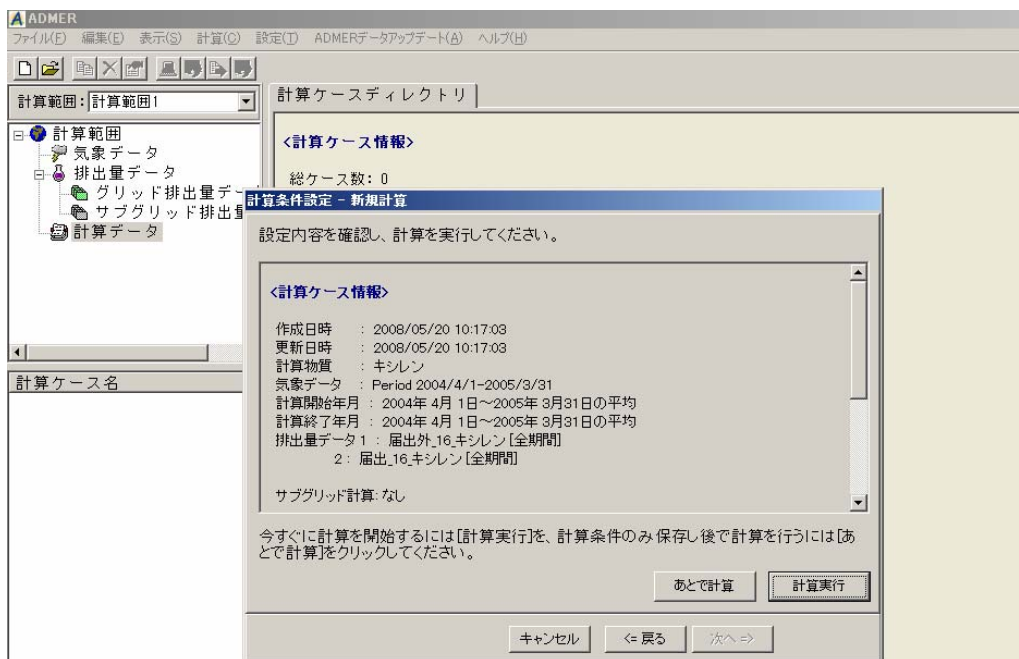 ADMER
ファイル(F) 編集(E) 表示(S) 計算(C) 設定(T) ADMERデータアップデート(A) ヘルプ(H)
計算範囲: 計算範囲1
計算範囲
気象データ
排出量データ
グリッド排出量デー
サブグリッド排出量
計算データ
計算ケース名
計算ケースディレクトリ
<計算ケース情報>
総ケース数: 0
計算条件設定 - 新規計算
設定内容を確認し、計算を実行してください。
<計算ケース情報>
作成日時 : 2008/05/20 10:17:03
更新日時 : 2008/05/20 10:17:03
計算物質 : キシレン
気象データ : Period 2004/4/1-2005/3/31
計算開始年月 : 2004年 4月 1日～2005年 3月31日の平均
計算終了年月 : 2004年 4月 1日～2005年 3月31日の平均
排出量データ1 : 届出外_16_キシレン[全期間]
2 : 届出_16_キシレン[全期間]
サブグリッド計算: なし
今すぐに計算を開始するには[計算実行]を、計算条件のみ保存し後で計算を行うには[あ
とで計算]をクリックしてください。
あとで計算 計算実行
キャンセル <= 戻る 次へ =>